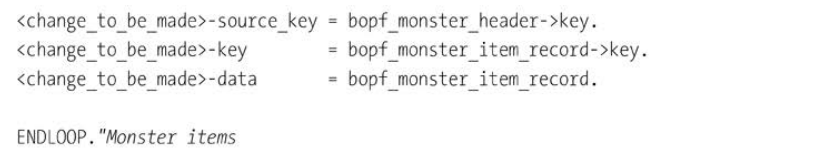 <change_to_be_made>-source_key = bopf_monster_header->key.
<change_to_be_made>-key = bopf_monster_item_record->key.
<change_to_be_made>-data = bopf_monster_item_record.
ENDLOOP."Monster items